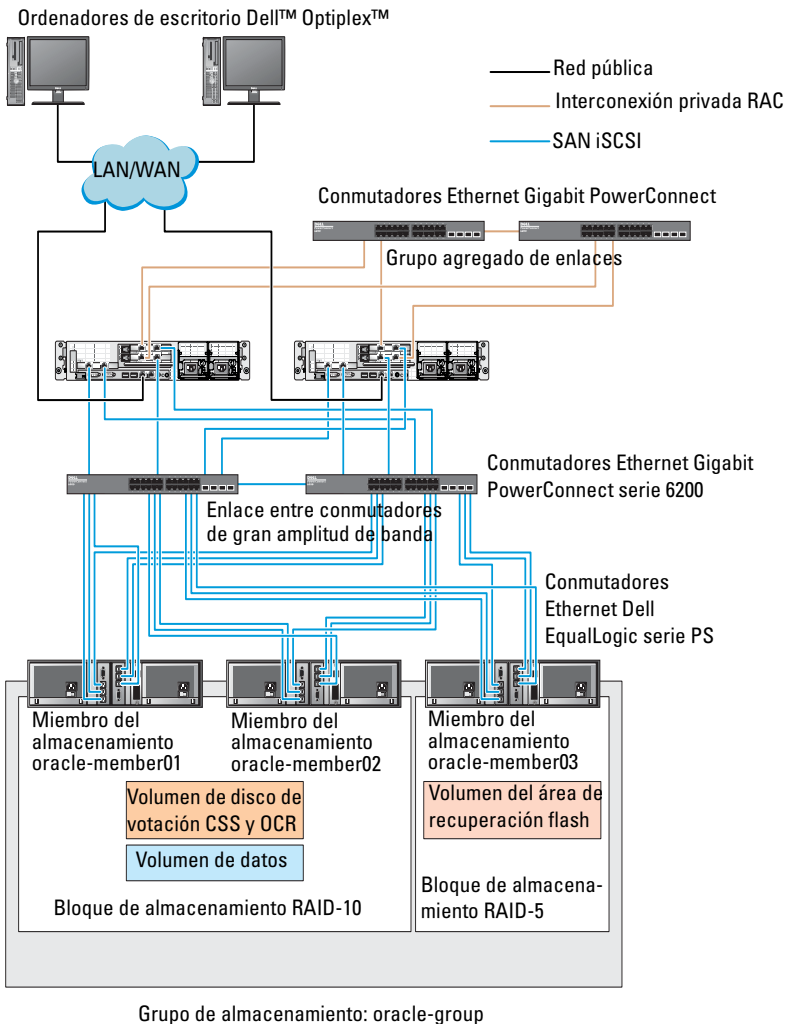 Ordenadores de escritorio Dell™ Optiplex™
Red pública
Interconexión privada RAC
SAN iSCSI
LAN/WAN
Conmutadores Ethernet Gigabit PowerConnect
Grupo agregado de enlaces
Conmutadores Ethernet Gigabit
PowerConnect serie 6200
Enlace entre conmutadores
de gran amplitud de banda
Conmutadores
Ethernet Dell
EqualLogic serie PS
Miembro del
almacenamiento
oracle-member01
Miembro del
almacenamiento
oracle-member02
Miembro del
almacenamiento
oracle-member03
Volumen de disco de
votación CSS y OCR
Volumen de datos
Volumen del área de
recuperación flash
Bloque de almacenamiento RAID-10
Bloque de almacena-
miento RAID-5
Grupo de almacenamiento: oracle-group